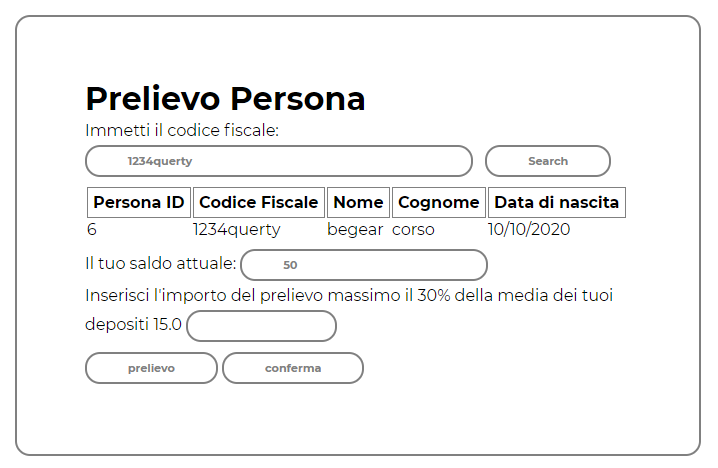 Prelievo Persona
Immetti il codice fiscale:
1234querty Search
Persona ID Codice Fiscale Nome Cognome Data di nascita
6 1234querty begear corso 10/10/2020
Il tuo saldo attuale: 50
Inserisci l'importo del prelievo massimo il 30% della media dei tuoi
depositi 15.0
prelievo conferma